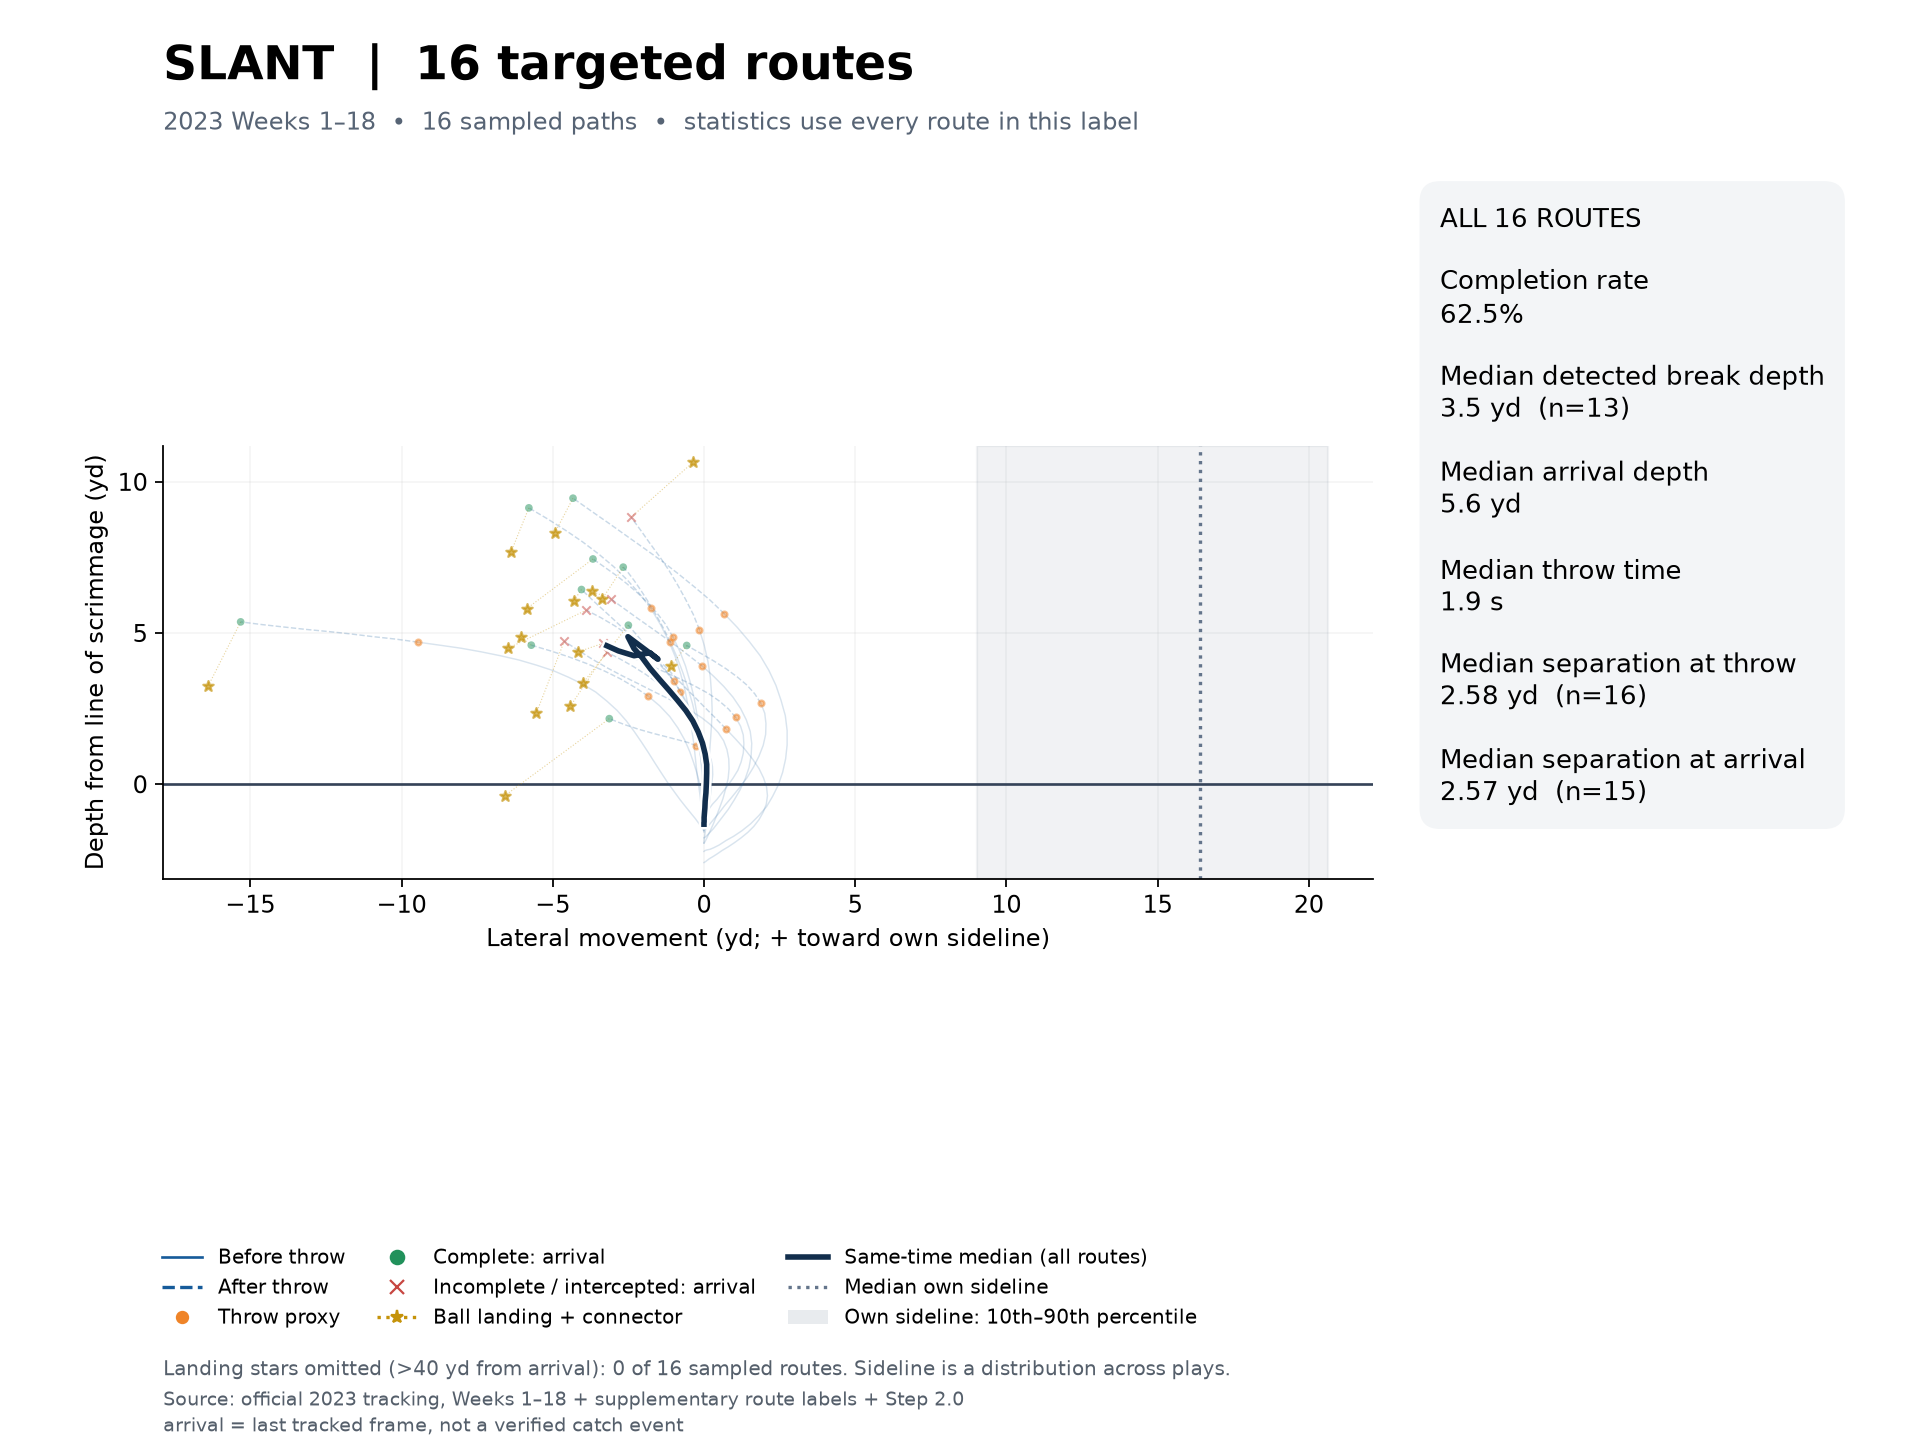 SLANT | 16 targeted routes
2023 Weeks 1–18 • 16 sampled paths • statistics use every route in this label
ALL 16 ROUTES
Completion rate
62.5%
Median detected break depth
3.5 yd (n=13)
Median arrival depth
5.6 yd
Median throw time
1.9 s
Median separation at throw
2.58 yd (n=16)
Median separation at arrival
2.57 yd (n=15)
Depth from line of scrimmage (yd)
10
5
0
−15 −10 −5 0 5 10 15 20
Lateral movement (yd; + toward own sideline)
Before throw
After throw
Throw proxy
Complete: arrival
Incomplete / intercepted: arrival
Ball landing + connector
Same-time median (all routes)
Median own sideline
Own sideline: 10th–90th percentile
Landing stars omitted (>40 yd from arrival): 0 of 16 sampled routes. Sideline is a distribution across plays.
Source: official 2023 tracking, Weeks 1–18 + supplementary route labels + Step 2.0
arrival = last tracked frame, not a verified catch event